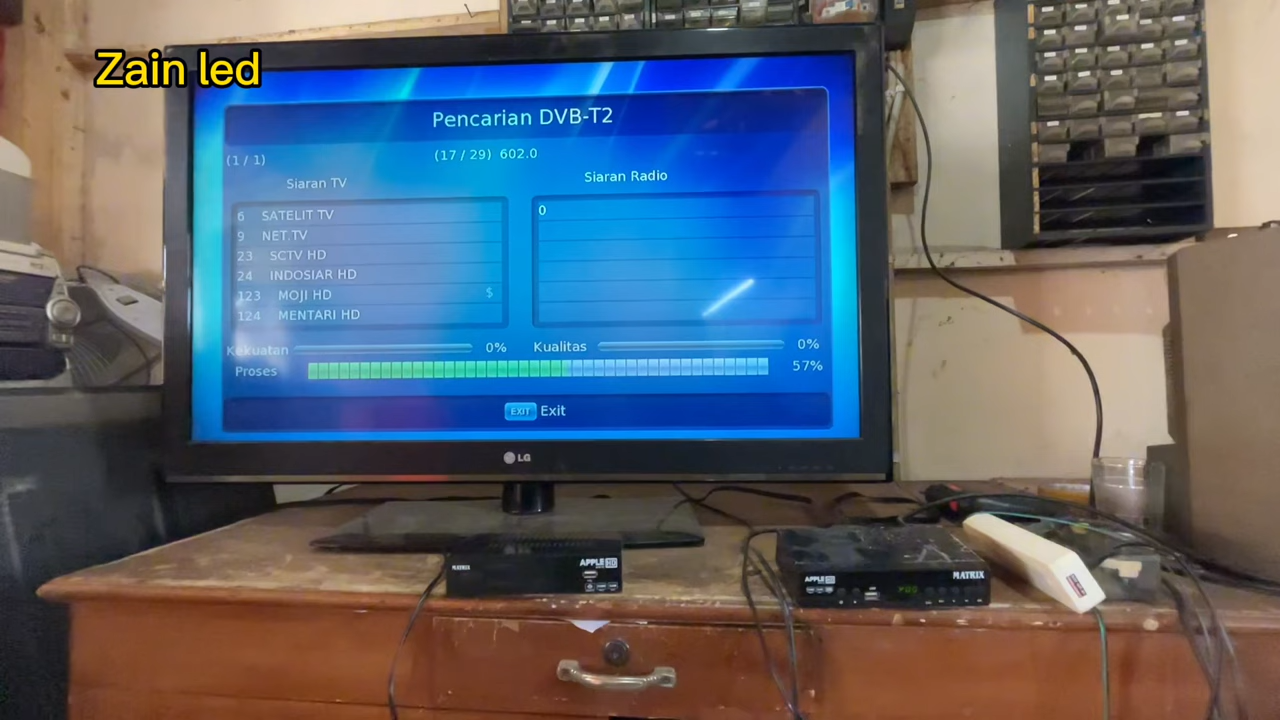 Zain led
Pencarian DVB-T2
(1 / 1)
(17 / 29) 602.0
Siaran TV
Siaran Radio
6 SATELIT TV
0
9 NET.TV
23 SCTV HD
24 INDOSIAR HD
123 MOJI HD $
124 MENTARI HD
Kekuatan 0% Kualitas 0%
Proses 57%
EXIT Exit
LG
MATRIX APPLE HD
APPLE HD MATRIX